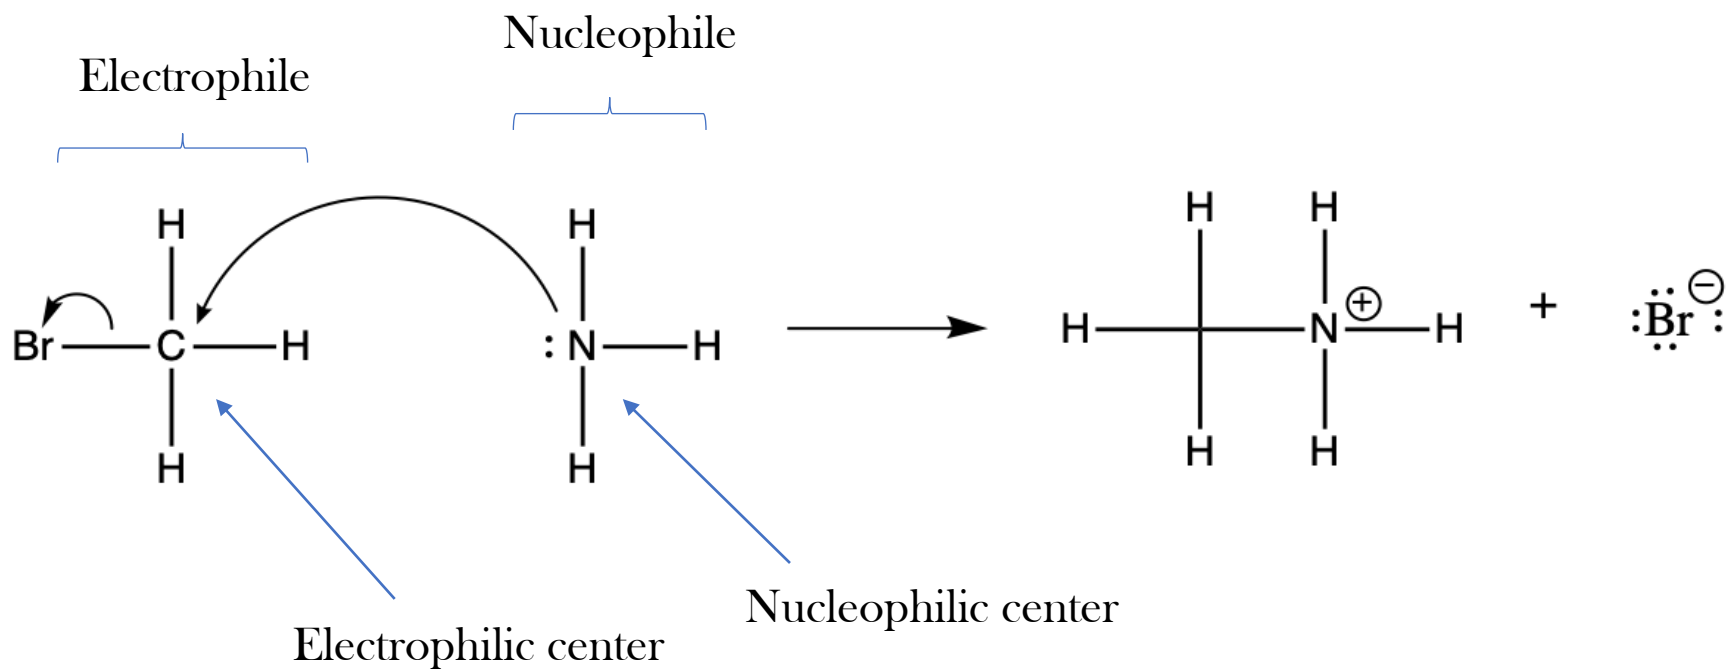 Nucleophile
Electrophile
H H H H
Br C H : N H H N ⊕ H + :Br: ⊖
H H H H
Nucleophilic center
Electrophilic center